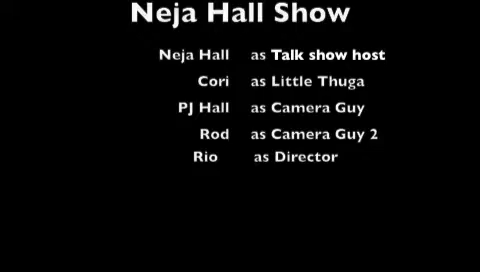 Neja Hall Show
Neja Hall as Talk show host
Cori as Little Thuga
PJ Hall as Camera Guy
Rod as Camera Guy 2
Rio as Director